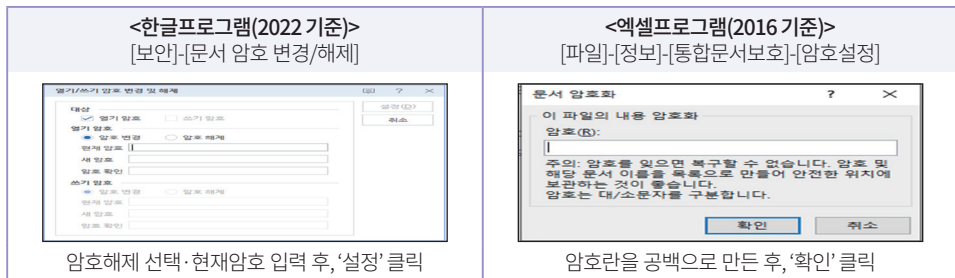 <한글프로그램(2022 기준)>
[보안]-[문서 암호 변경/해제]
열기/쓰기 암호 변경 및 해제
? ×
대상
설정(D)
열기 암호 쓰기 암호
취소
열기 암호
암호 변경 암호 해제
현재 암호
새 암호
암호 확인
쓰기 암호
암호 변경 암호 해제
현재 암호
새 암호
암호 확인
암호해제 선택·현재암호 입력 후, ‘설정’ 클릭
<엑셀프로그램(2016 기준)>
[파일]-[정보]-[통합문서보호]-[암호설정]
문서 암호화 ? ×
이 파일의 내용 암호화
암호(R):
주의: 암호를 잊으면 복구할 수 없습니다. 암호 및
해당 문서 이름을 목록으로 만들어 안전한 위치에
보관하는 것이 좋습니다.
암호는 대/소문자를 구분합니다.
확인 취소
암호란을 공백으로 만든 후, ‘확인’ 클릭